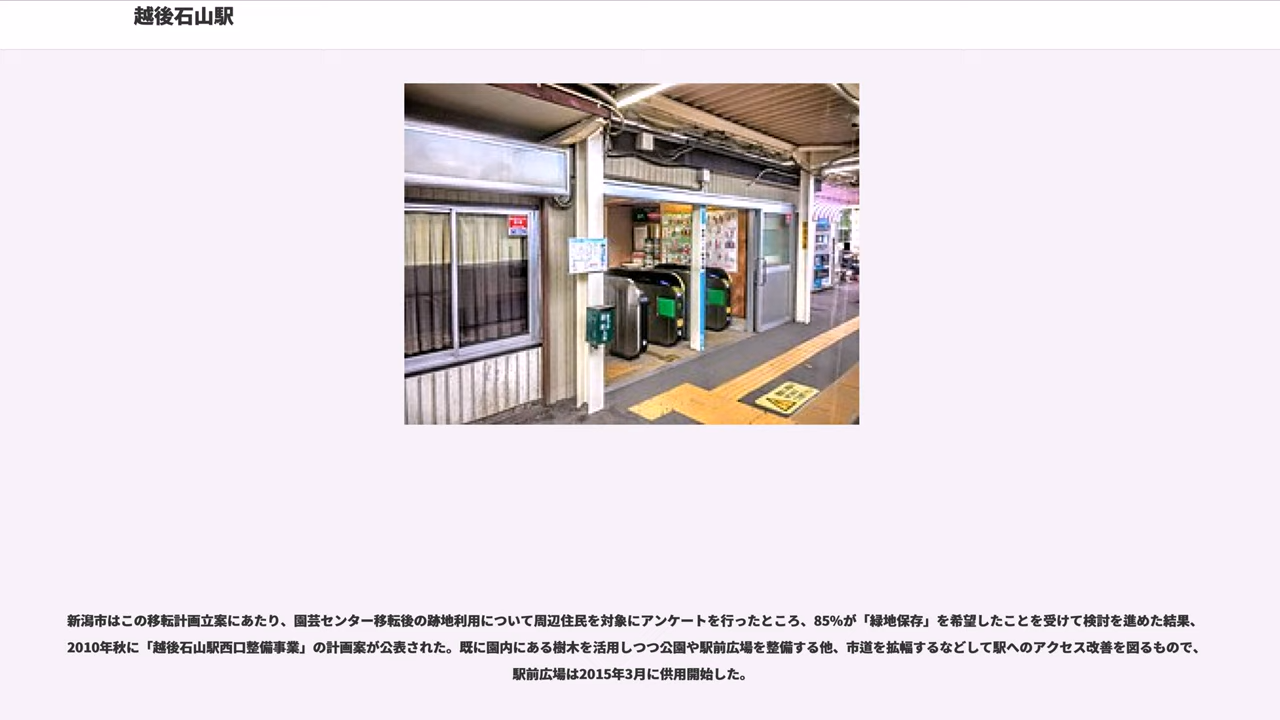 越後石山駅
新潟市はこの移転計画立案にあたり、園芸センター移転後の跡地利用について周辺住民を対象にアンケートを行ったところ、85%が「緑地保存」を希望したことを受けて検討を進めた結果、
2010年秋に「越後石山駅西口整備事業」の計画案が公表された。既に園内にある樹木を活用しつつ公園や駅前広場を整備する他、市道を拡幅するなどして駅へのアクセス改善を図るもので、
駅前広場は2015年3月に供用開始した。